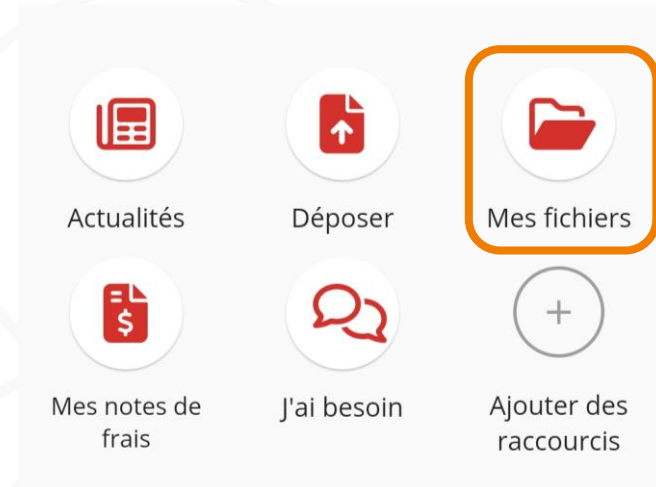 Actualités
Déposer
Mes fichiers
Mes notes de
frais
J'ai besoin
Ajouter des
raccourcis